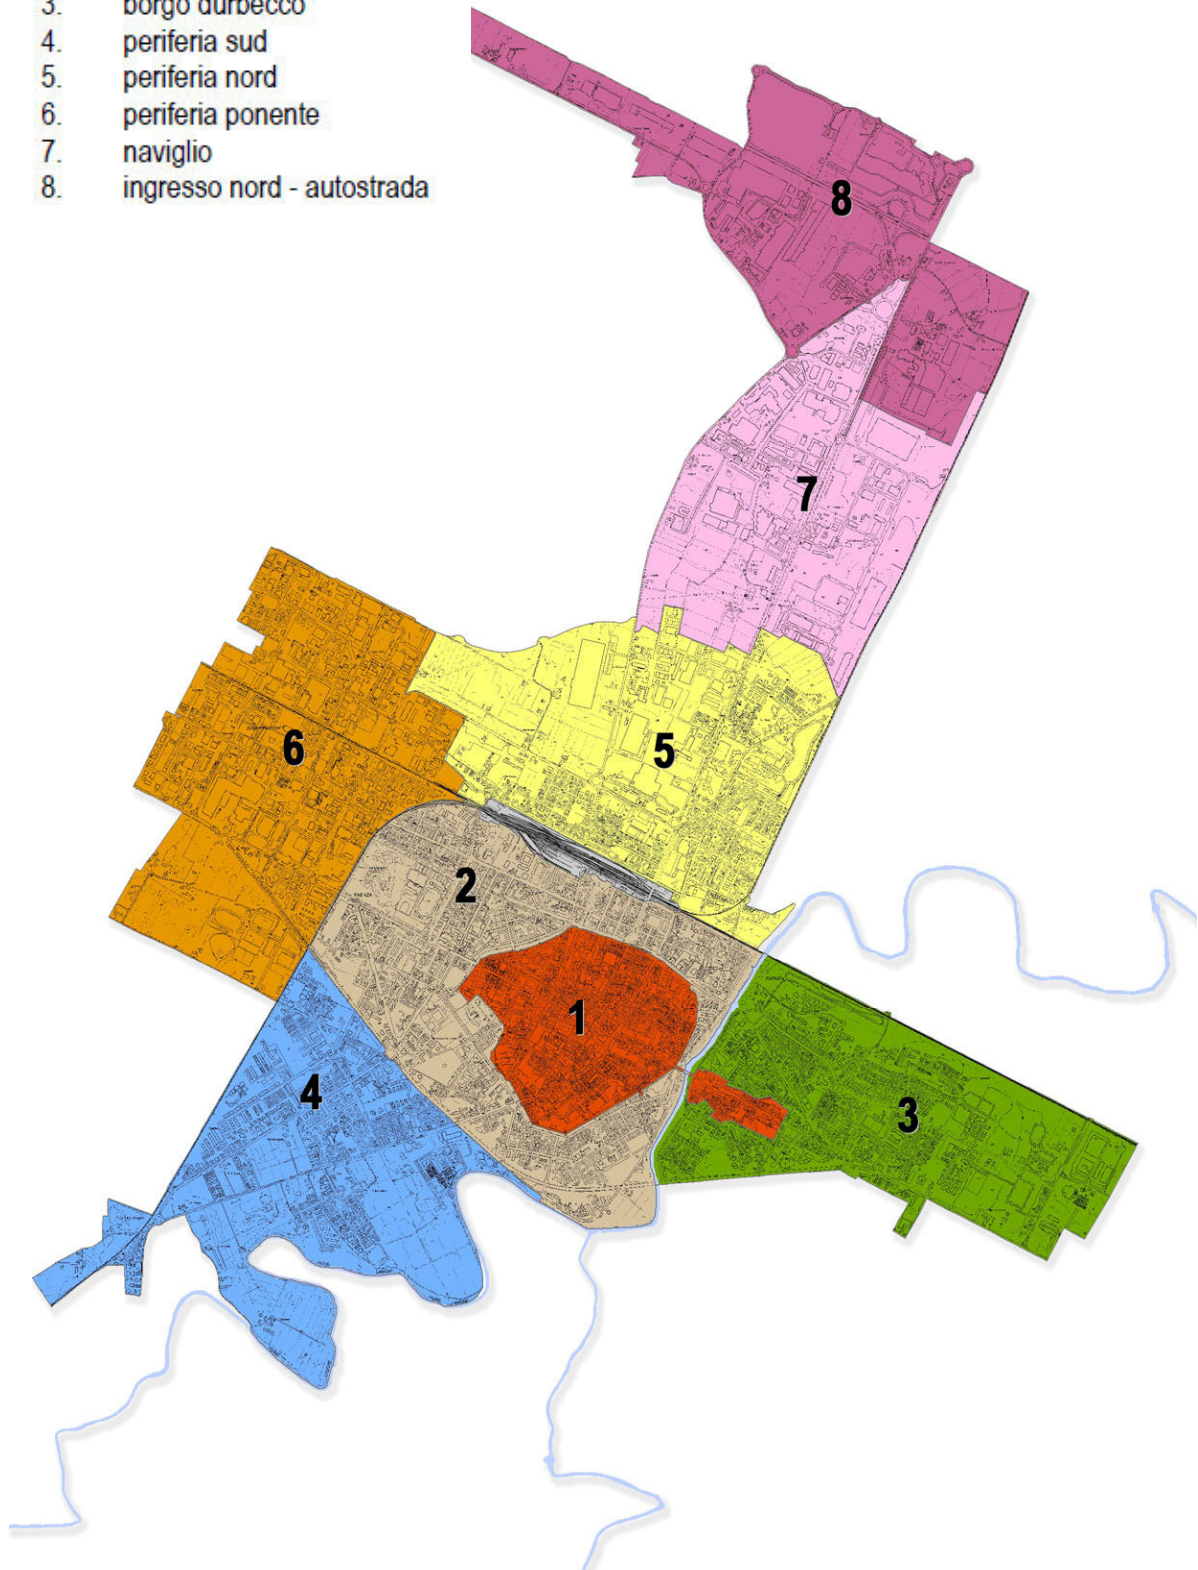 3. borgo durbecco
4. periferia sud
5. periferia nord
6. periferia ponente
7. naviglio
8. ingresso nord - autostrada
8
7
6
5
2
1
4
3